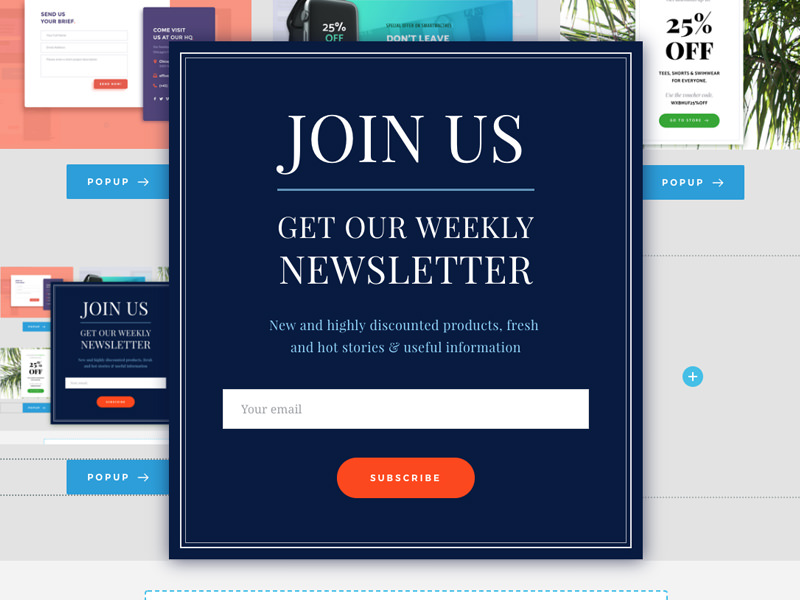 SEND US
YOUR BRIEF.
SEND NOW!
COME VISIT
US AT OUR HQ
25%
OFF
SPECIAL OFFER ON SMARTWATCHES
DON'T LEAVE
25%
OFF
TEES, SHORTS & SWIMWEAR
FOR EVERYONE.
Use the voucher code.
WXBHUF25%OFF
GO TO STORE →
POPUP →
POPUP →
JOIN US
GET OUR WEEKLY
NEWSLETTER
New and highly discounted products, fresh
and hot stories & useful information
Your email
SUBSCRIBE
JOIN US
GET OUR WEEKLY
NEWSLETTER
New and highly discounted products, fresh
and hot stories & useful information
Your email
SUBSCRIBE
25%
OFF
POPUP →
POPUP →
POPUP →